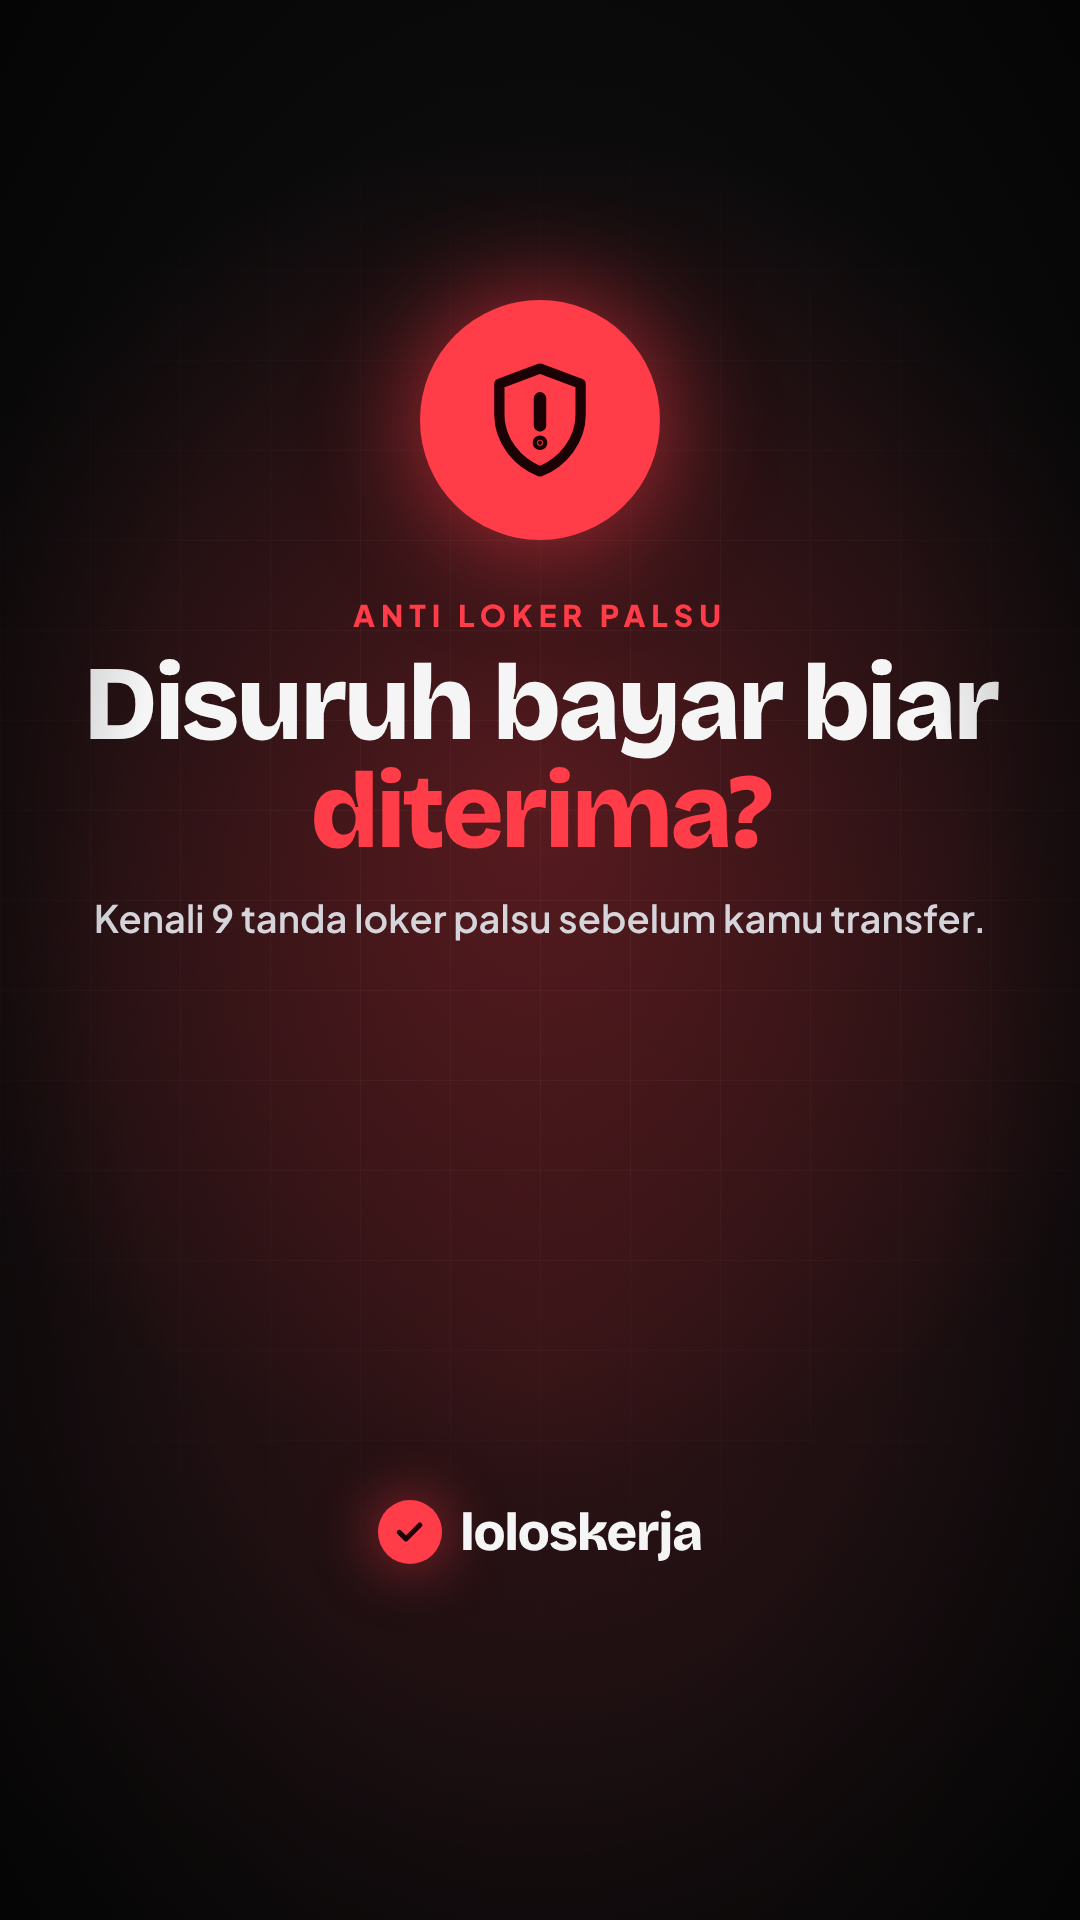 ANTI LOKER PALSU
Disuruh bayar biar
diterima?
Kenali 9 tanda loker palsu sebelum kamu transfer.
loloskerja